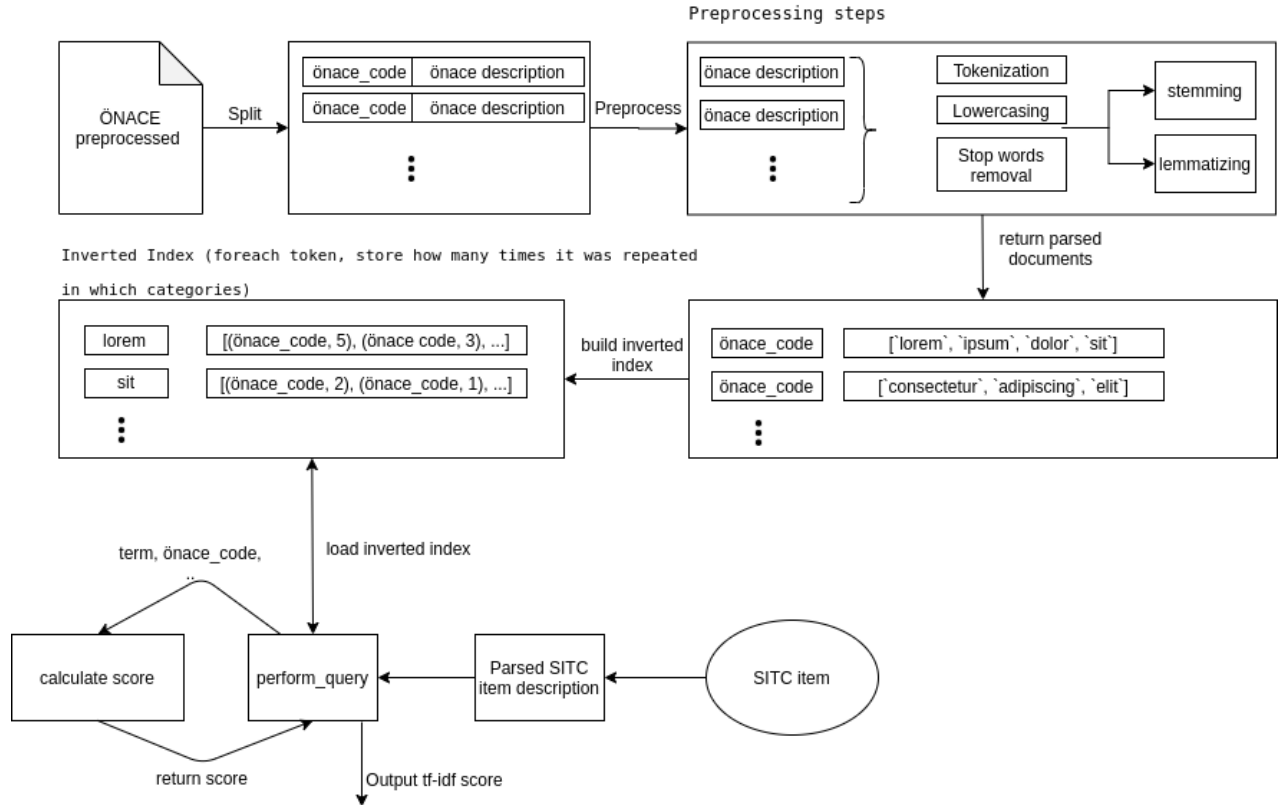 Preprocessing steps
ÖNACE
preprocessed
Split
önace_code
önace description
önace_code
önace description
Preprocess
önace description
önace description
Tokenization
Lowercasing
Stop words
removal
stemming
lemmatizing
return parsed
documents
Inverted Index (foreach token, store how many times it was repeated
in which categories)
lorem
[(önace_code, 5), (önace code, 3), ...]
sit
[(önace_code, 2), (önace_code, 1), ...]
build inverted
index
önace_code
[`lorem`, `ipsum`, `dolor`, `sit`]
önace_code
[`consectetur`, `adipiscing`, `elit`]
term, önace_code,
..
load inverted index
calculate score
perform_query
Parsed SITC
item description
SITC item
return score
Output tf-idf score